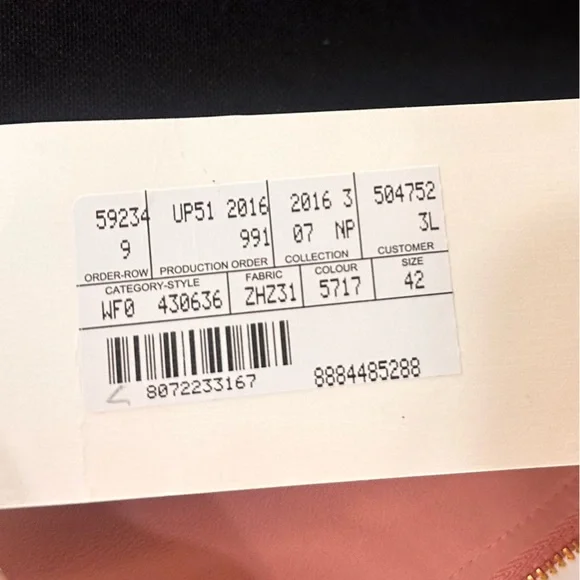 59234 UP51 2016 2016 3 504752
9 991 07 NP 3L
ORDER-ROW PRODUCTION ORDER COLLECTION CUSTOMER
CATEGORY-STYLE FABRIC COLOUR SIZE
WF0 430636 ZHZ31 5717 42
8072233167 8884485288